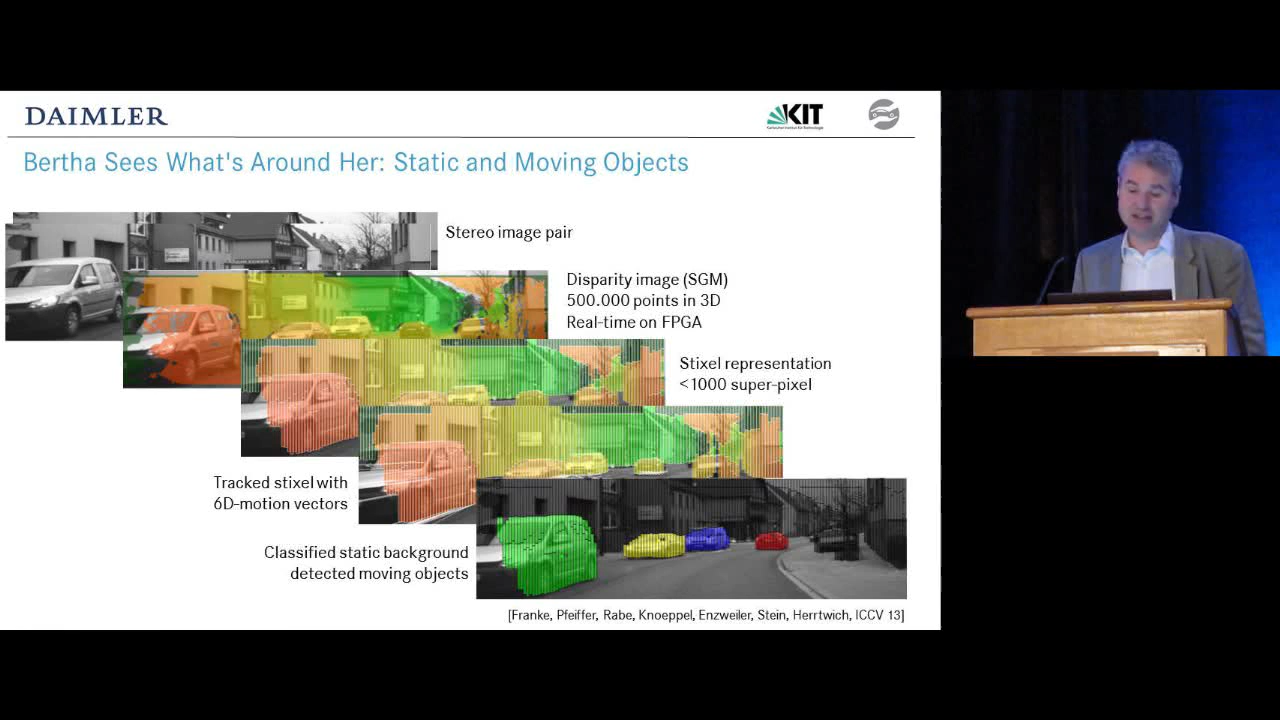 DAIMLER
KIT
Bertha Sees What's Around Her: Static and Moving Objects
Stereo image pair
Disparity image (SGM)
500.000 points in 3D
Real-time on FPGA
Stixel representation
<1000 super-pixel
Tracked stixel with
6D-motion vectors
Classified static background
detected moving objects
[Franke, Pfeiffer, Rabe, Knoeppel, Enzweiler, Stein, Herrtwich, ICCV 13]